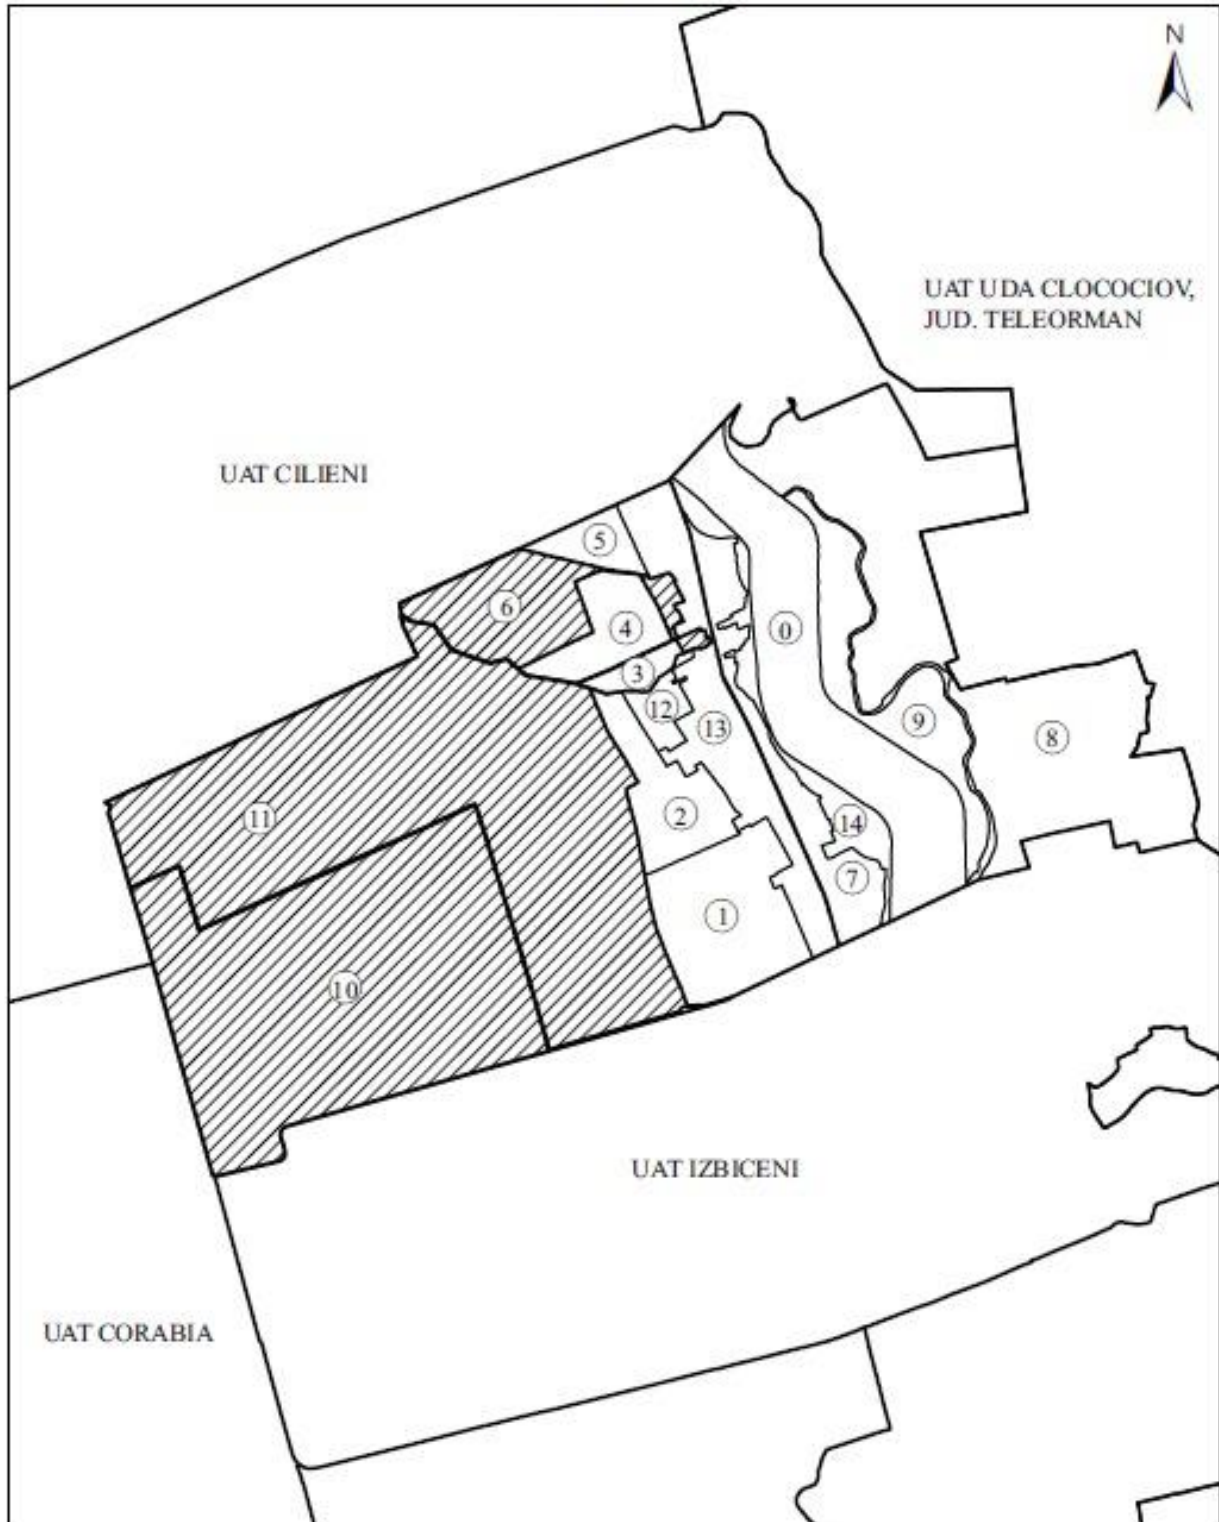 N
UAT UDA CLOCOCIOV,
JUD. TELEORMAN
UAT CILIENI
5
6
4
0
3
12
13
9
8
11
2
14
7
1
10
UAT IZBICENI
UAT CORABIA